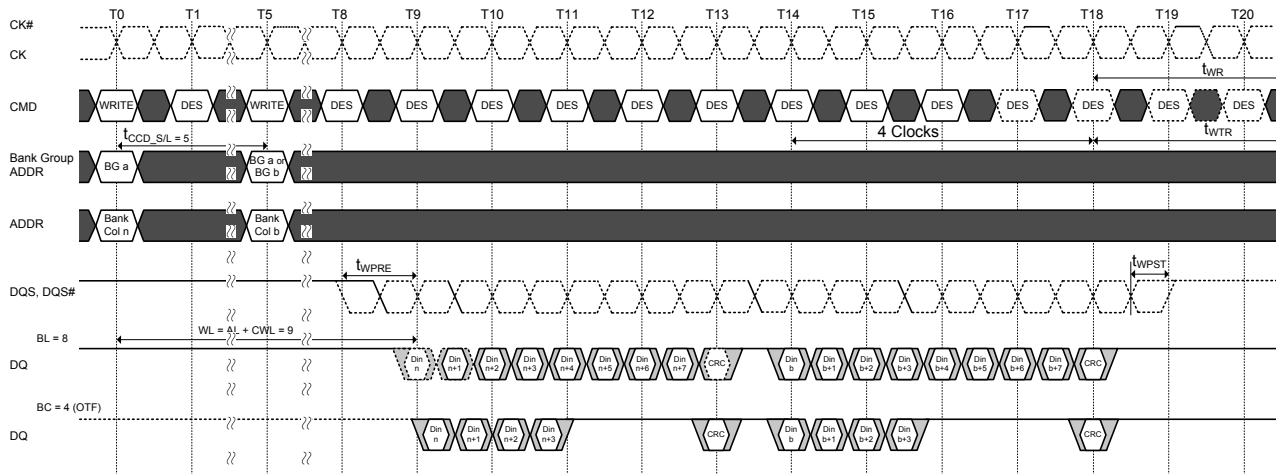 T0 T1 T5 T8 T9 T10 T11 T12 T13 T14 T15 T16 T17 T18 T19 T20
CK#
CK
tWR
CMD WRITE DES WRITE DES DES DES DES DES DES DES DES DES DES DES DES DES
tCCD_S/L = 5 4 Clocks tWTR
Bank Group
ADDR
BG a
BG a or
BG b
ADDR
Bank
Col n
Bank
Col b
tWPRE tWPST
DQS, DQS#
WL = AL + CWL = 9
BL = 8
DQ
Din
n
Din
n+1
Din
n+2
Din
n+3
Din
n+4
Din
n+5
Din
n+6
Din
n+7
CRC
Din
b
Din
b+1
Din
b+2
Din
b+3
Din
b+4
Din
b+5
Din
b+6
Din
b+7
CRC
BC = 4 (OTF)
DQ
Din
n
Din
n+1
Din
n+2
Din
n+3
CRC
Din
b
Din
b+1
Din
b+2
Din
b+3
CRC